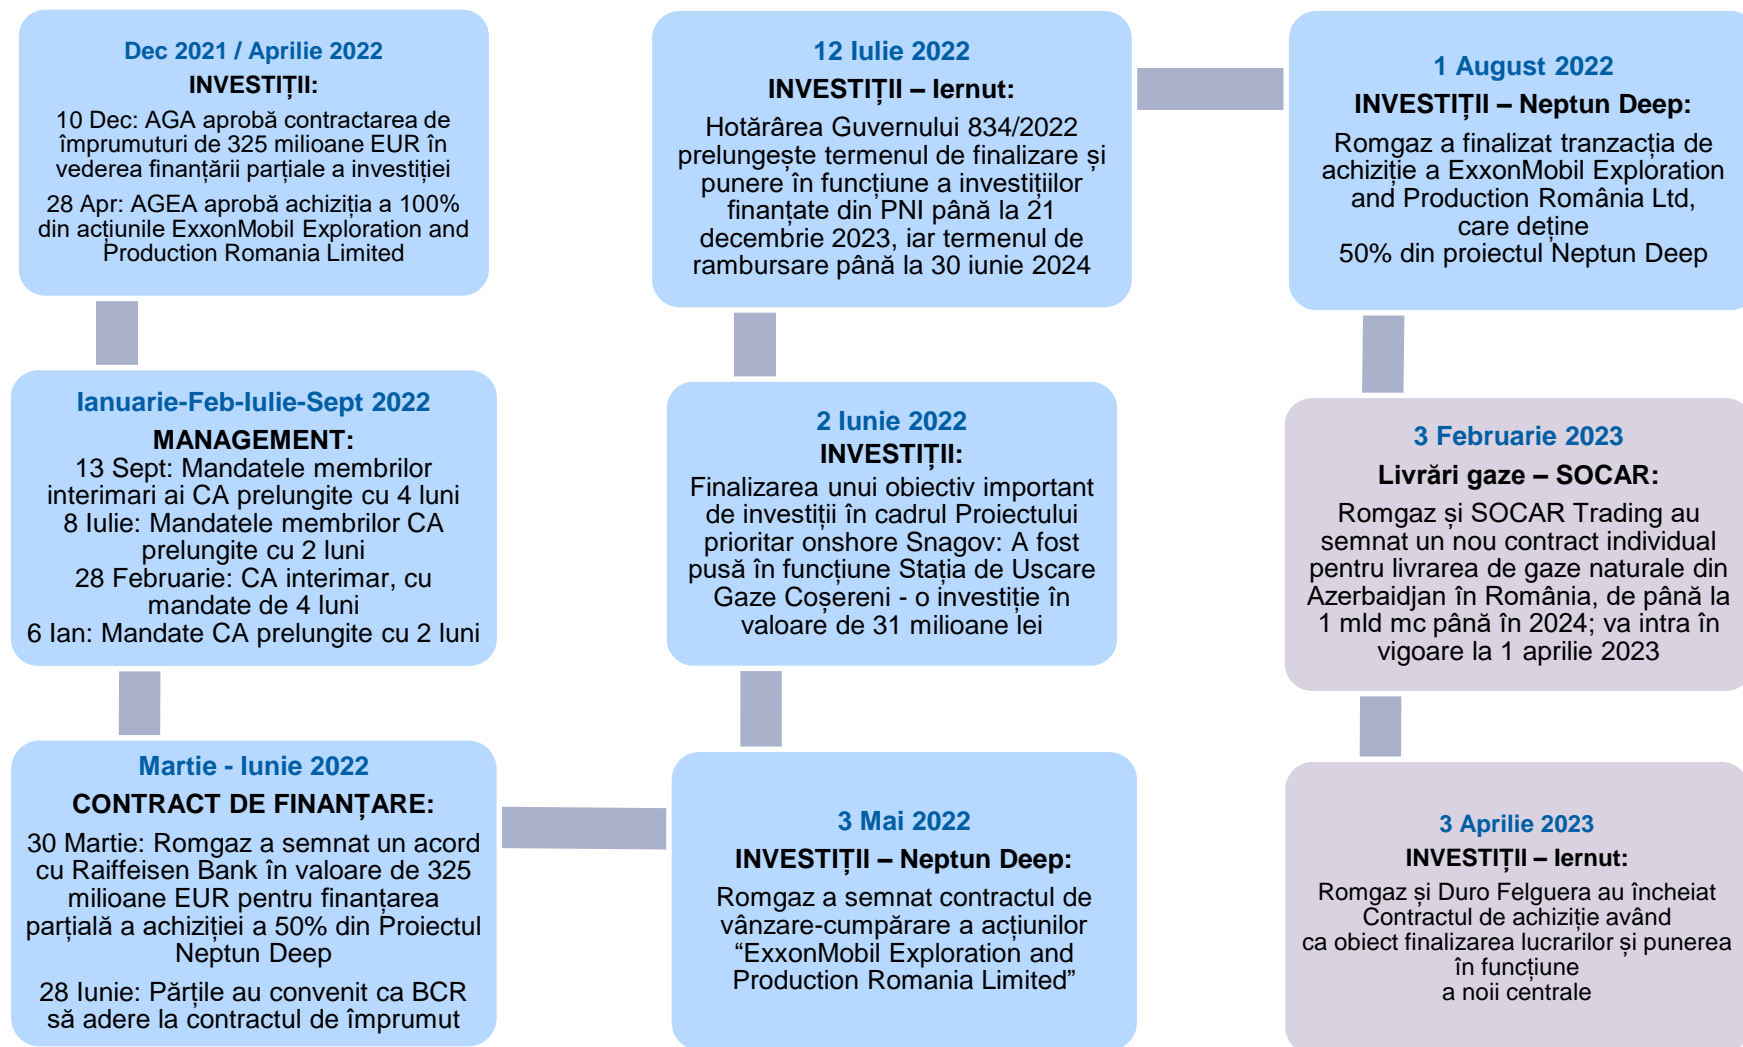 Dec 2021 / Aprilie 2022
INVESTIȚII:
10 Dec: AGA aprobă contractarea de
împrumuturi de 325 milioane EUR în
vederea finanțării parțiale a investiției
28 Apr: AGEA aprobă achiziția a 100%
din acțiunile ExxonMobil Exploration and
Production Romania Limited
Ianuarie-Feb-Iulie-Sept 2022
MANAGEMENT:
13 Sept: Mandatele membrilor
interimari ai CA prelungite cu 4 luni
8 Iulie: Mandatele membrilor CA
prelungite cu 2 luni
28 Februarie: CA interimar, cu
mandate de 4 luni
6 Ian: Mandate CA prelungite cu 2 luni
Martie - Iunie 2022
CONTRACT DE FINANȚARE:
30 Martie: Romgaz a semnat un acord
cu Raiffeisen Bank în valoare de 325
milioane EUR pentru finanțarea
parțială a achiziției a 50% din Proiectul
Neptun Deep
28 Iunie: Părțile au convenit ca BCR
să adere la contractul de împrumut
3 Mai 2022
INVESTIȚII – Neptun Deep:
Romgaz a semnat contractul de
vânzare-cumpărare a acțiunilor
“ExxonMobil Exploration and
Production Romania Limited”
2 Iunie 2022
INVESTIȚII:
Finalizarea unui obiectiv important
de investiții în cadrul Proiectului
prioritar onshore Snagov: A fost
pusă în funcțiune Stația de Uscare
Gaze Coșereni - o investiție în
valoare de 31 milioane lei
12 Iulie 2022
INVESTIȚII – Iernut:
Hotărârea Guvernului 834/2022
prelungește termenul de finalizare și
punere în funcțiune a investițiilor
finanțate din PNI până la 21
decembrie 2023, iar termenul de
rambursare până la 30 iunie 2024
1 August 2022
INVESTIȚII – Neptun Deep:
Romgaz a finalizat tranzacția de
achiziție a ExxonMobil Exploration
and Production România Ltd,
care deține
50% din proiectul Neptun Deep
3 Februarie 2023
Livrări gaze – SOCAR:
Romgaz și SOCAR Trading au
semnat un nou contract individual
pentru livrarea de gaze naturale din
Azerbaidjan în România, de până la
1 mld mc până în 2024; va intra în
vigoare la 1 aprilie 2023
3 Aprilie 2023
INVESTIȚII – Iernut:
Romgaz și Duro Felguera au încheiat
Contractul de achiziție având
ca obiect finalizarea lucrarilor și punerea
în funcțiune
a noii centrale